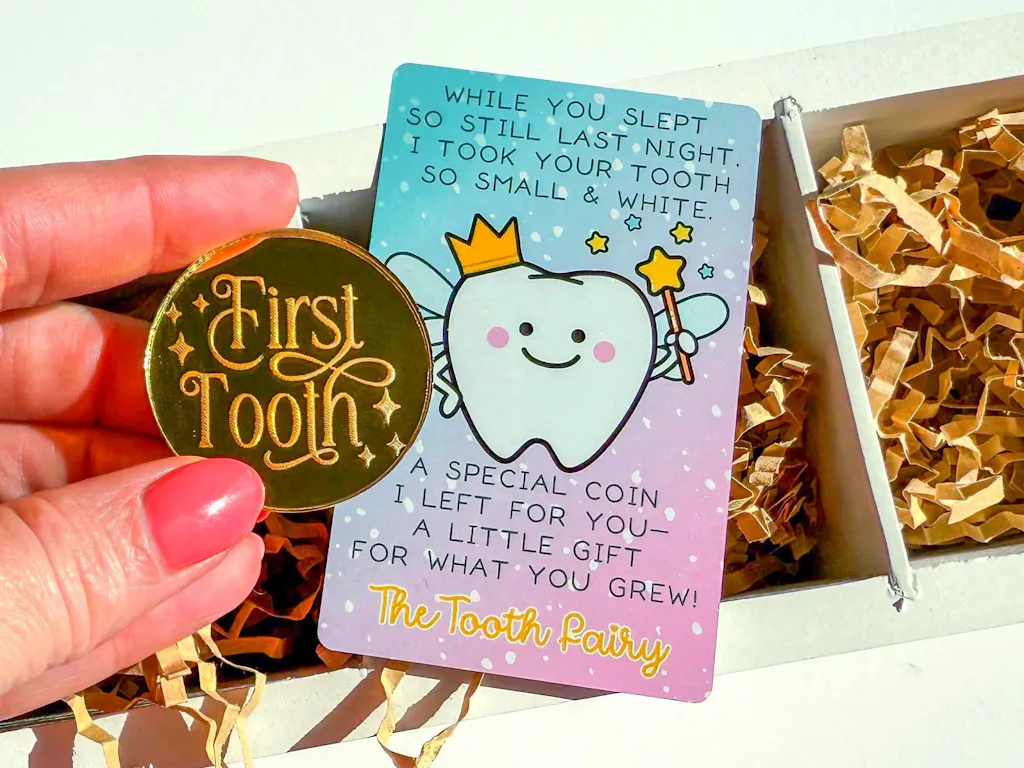 First
Tooth
WHILE YOU SLEPT
SO STILL LAST NIGHT.
I TOOK YOUR TOOTH
SO SMALL & WHITE.
A SPECIAL COIN
I LEFT FOR YOU—
A LITTLE GIFT
FOR WHAT YOU GREW!
The Tooth Fairy